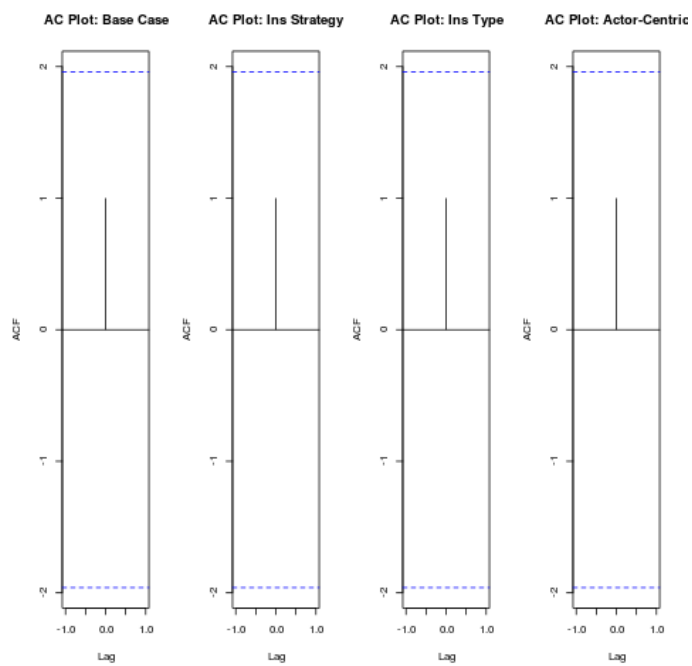 AC Plot: Base Case
AC Plot: Ins Strategy
AC Plot: Ins Type
AC Plot: Actor-Centric
ACF
2
1
0
-1
-2
-1.0 0.0 1.0
Lag
ACF
2
1
0
-1
-2
-1.0 0.0 1.0
Lag
ACF
2
1
0
-1
-2
-1.0 0.0 1.0
Lag
ACF
2
1
0
-1
-2
-1.0 0.0 1.0
Lag